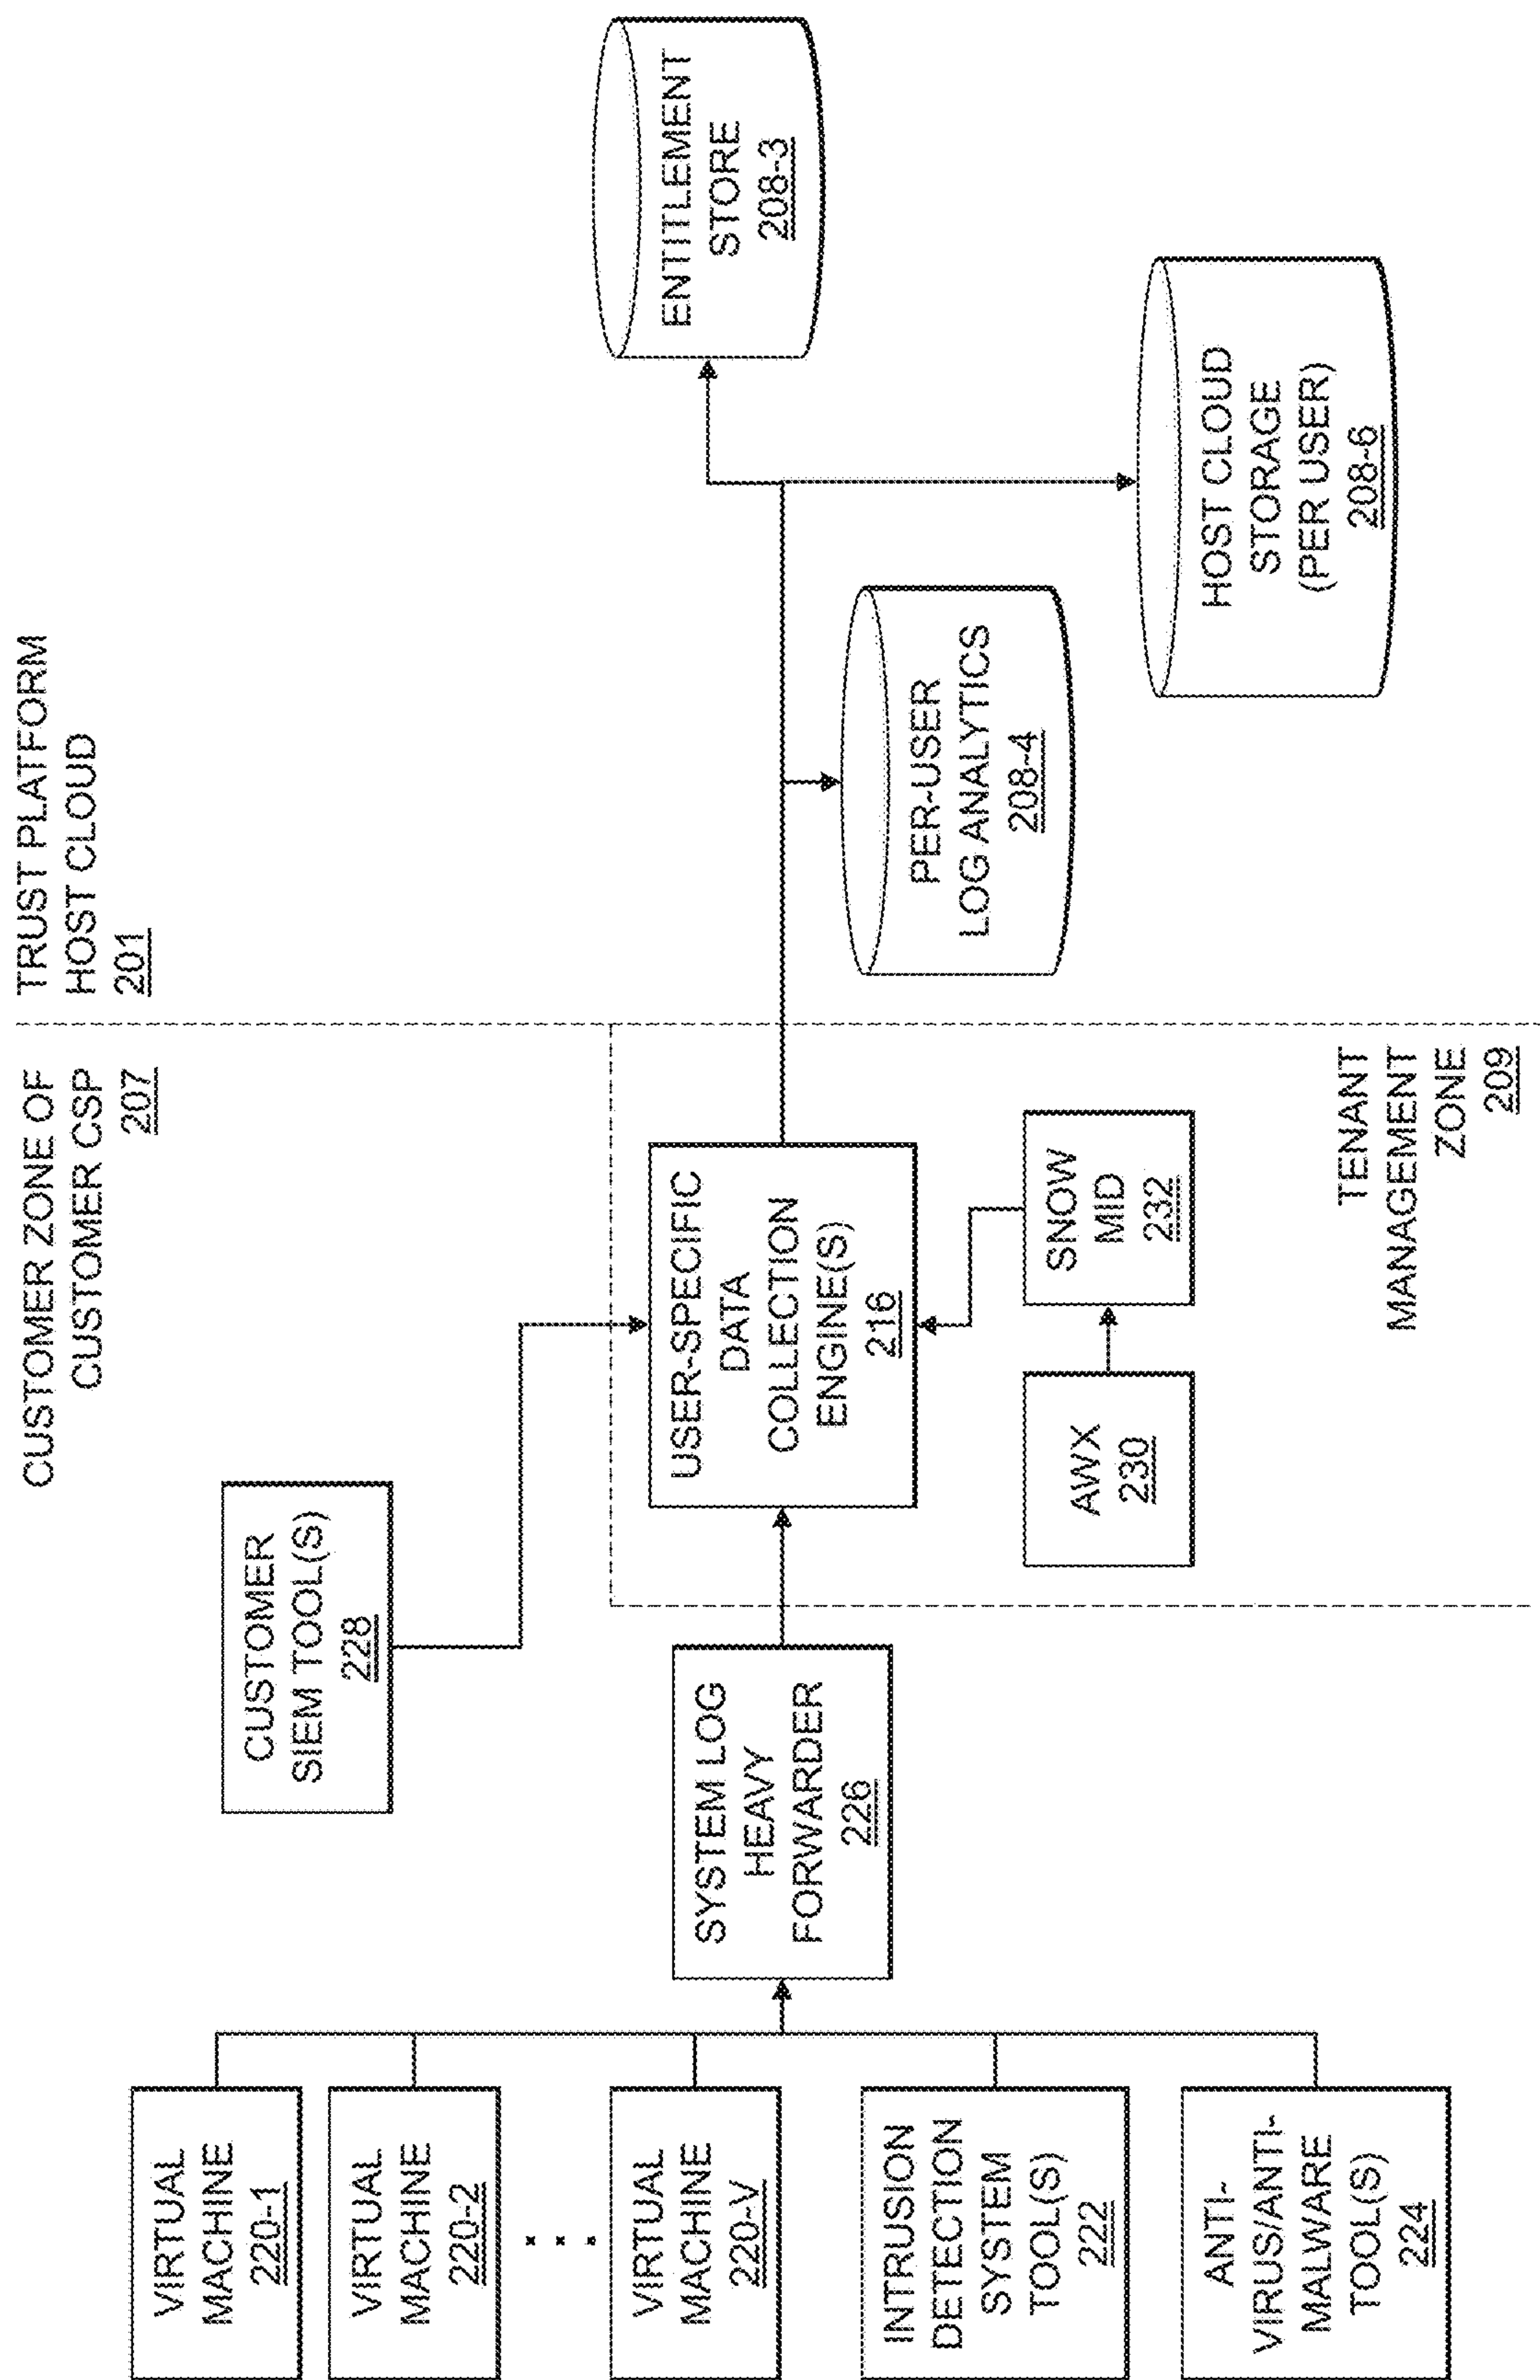 CUSTOMER ZONE OF
CUSTOMER CSP
207
TRUST PLATFORM
HOST CLOUD
201
VIRTUAL
MACHINE
220-1
VIRTUAL
MACHINE
220-2
. . .
VIRTUAL
MACHINE
220-V
INTRUSION
DETECTION
SYSTEM
TOOL(S)
222
ANTI-
VIRUS/ANTI-
MALWARE
TOOL(S)
224
SYSTEM LOG
HEAVY
FORWARDER
226
CUSTOMER
SIEM TOOL(S)
228
USER-SPECIFIC
DATA
COLLECTION
ENGINE(S)
216
AWX
230
SNOW
MID
232
TENANT
MANAGEMENT
ZONE
209
PER-USER
LOG ANALYTICS
208-4
ENTITLEMENT
STORE
208-3
HOST CLOUD
STORAGE
(PER USER)
208-6